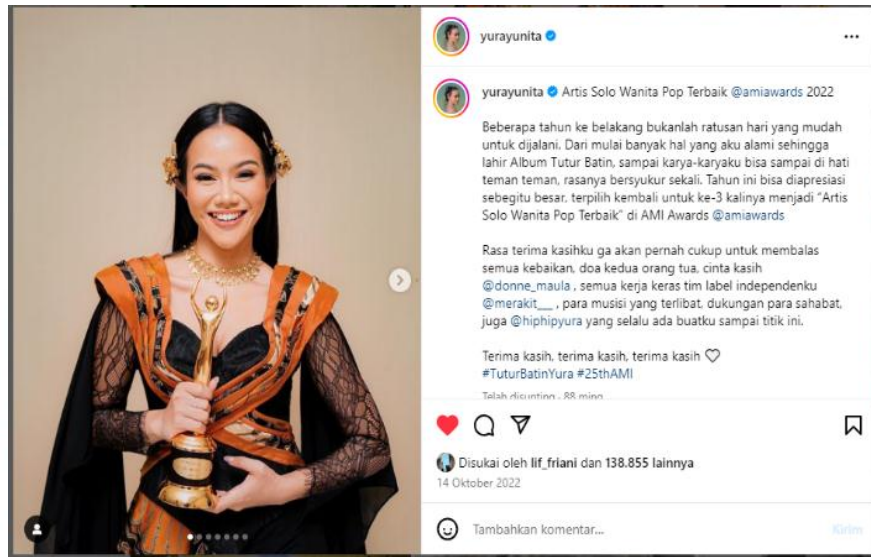 yurayunita
yurayunita Artis Solo Wanita Pop Terbaik @amiawards 2022
Beberapa tahun ke belakang bukanlah ratusan hari yang mudah
untuk dijalani. Dari mulai banyak hal yang aku alami sehingga
lahir Album Tutur Batin, sampai karya-karyaku bisa sampai di hati
teman teman, rasanya bersyukur sekali. Tahun ini bisa diapresiasi
sebegitu besar, terpilih kembali untuk ke-3 kalinya menjadi "Artis
Solo Wanita Pop Terbaik" di AMI Awards @amiawards
Rasa terima kasihku ga akan pernah cukup untuk membalas
semua kebaikan, doa kedua orang tua, cinta kasih
@donne_maula , semua kerja keras tim label independenku
@merakit__ , para musisi yang terlibat, dukungan para sahabat,
juga @hiphipyura yang selalu ada buatku sampai titik ini.
Terima kasih, terima kasih, terima kasih ♡
#TuturBatinYura #25thAMI
Telah disunting · 88 ming
Disukai oleh lif_friani dan 138.855 lainnya
14 Oktober 2022
Tambahkan komentar...
Kirim